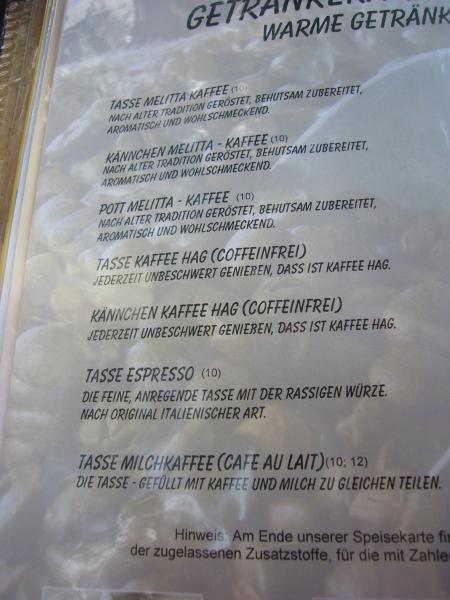 WARME GETRÄNK
TASSE MELITTA KAFFEE (10)
NACH ALTER TRADITION GERÖSTET, BEHUTSAM ZUBEREITET,
AROMATISCH UND WOHLSCHMECKEND.
KÄNNCHEN MELITTA - KAFFEE (10)
NACH ALTER TRADITION GERÖSTET, BEHUTSAM ZUBEREITET,
AROMATISCH UND WOHLSCHMECKEND.
POTT MELITTA - KAFFEE (10)
NACH ALTER TRADITION GERÖSTET, BEHUTSAM ZUBEREITET,
AROMATISCH UND WOHLSCHMECKEND.
TASSE KAFFEE HAG (COFFEINFREI)
JEDERZEIT UNBESCHWERT GENIEßEN, DASS IST KAFFEE HAG.
KÄNNCHEN KAFFEE HAG (COFFEINFREI)
JEDERZEIT UNBESCHWERT GENIEßEN, DASS IST KAFFEE HAG.
TASSE ESPRESSO (10)
DIE FEINE, ANREGENDE TASSE MIT DER RASSIGEN WÜRZE.
NACH ORIGINAL ITALIENISCHER ART.
TASSE MILCHKAFFEE (CAFE AU LAIT) (10; 12)
DIE TASSE - GEFÜLLT MIT KAFFEE UND MILCH ZU GLEICHEN TEILEN.
Hinweis: Am Ende unserer Speisekarte fin
der zugelassenen Zusatzstoffe, für die mit Zahle